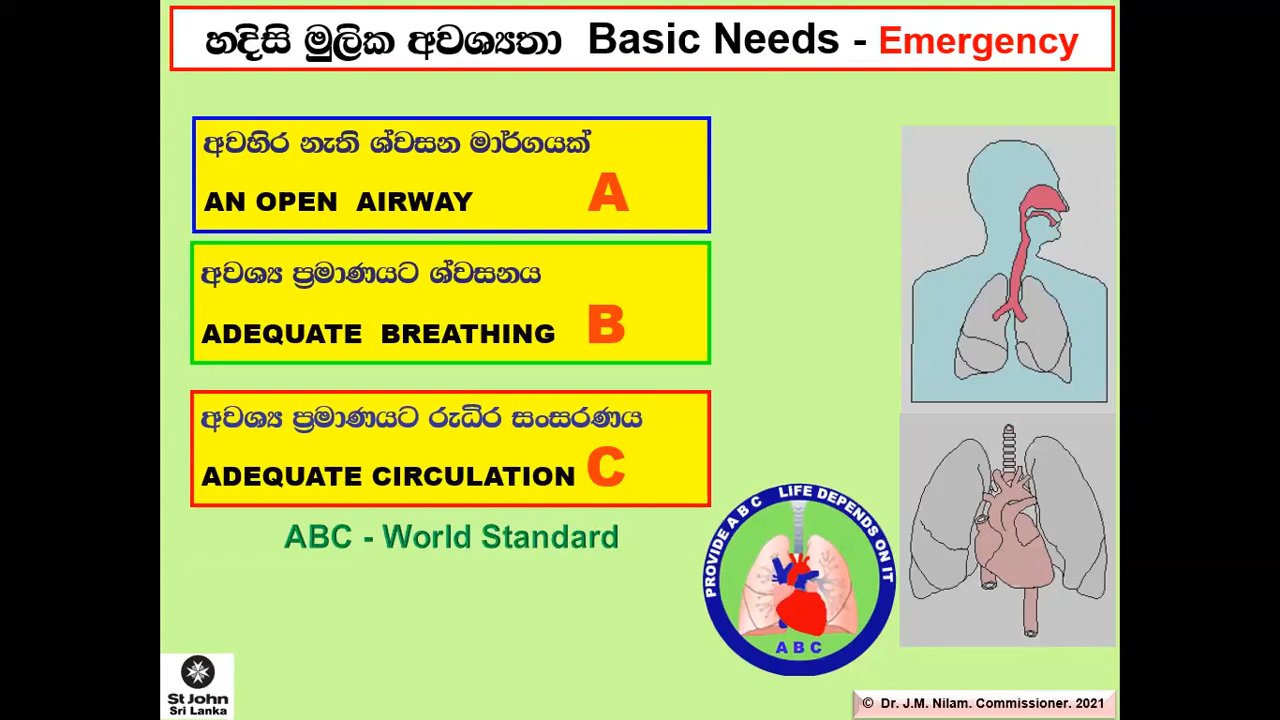 හදිසි මුලික අවශ්‍යතා Basic Needs - Emergency
අවහිර නැති ශ්වසන මාර්ගයක්
AN OPEN AIRWAY A
අවශ්‍ය ප්‍රමාණයට ශ්වසනය
ADEQUATE BREATHING B
අවශ්‍ය ප්‍රමාණයට රුධිර සංසරණය
ADEQUATE CIRCULATION C
ABC - World Standard
PROVIDE A B C LIFE DEPENDS ON IT
A B C
St John
Sri Lanka
© Dr. J.M. Nilam. Commissioner. 2021